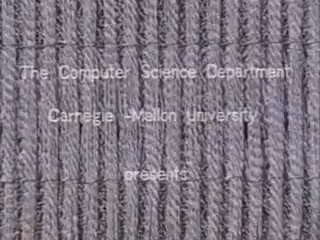 The Computer Science Department
Carnegie -Mellon University
presents